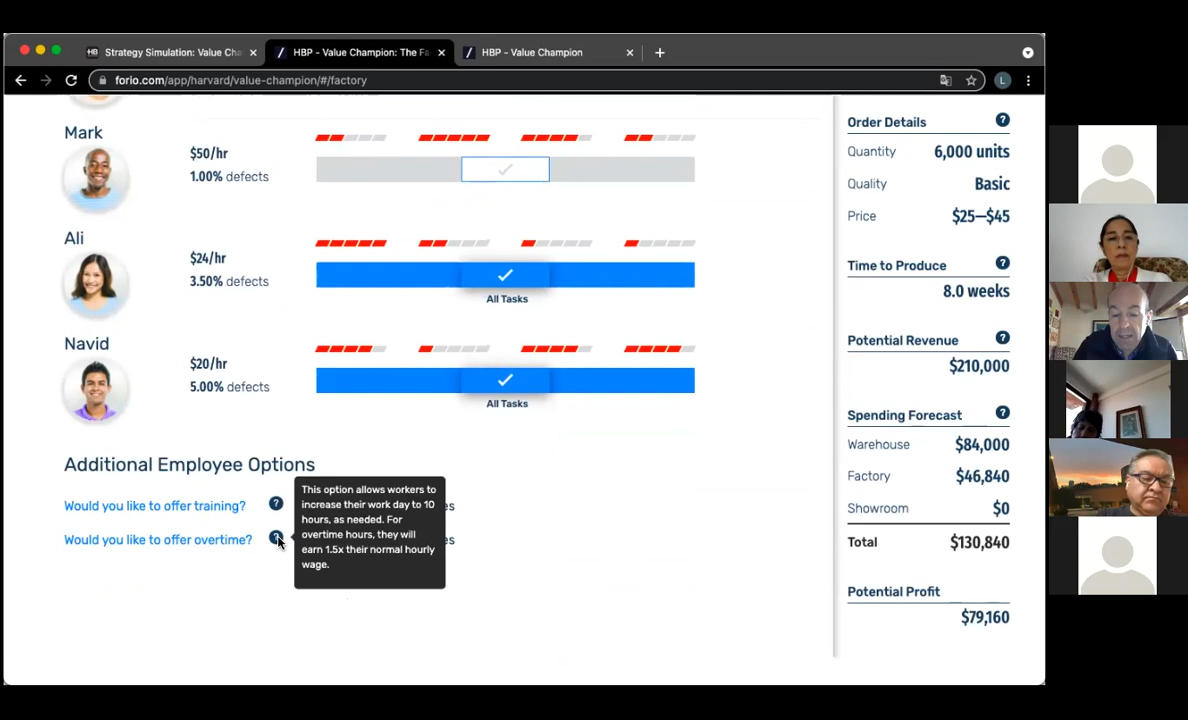 Strategy Simulation: Value Cha
HBP - Value Champion: The Fa
HBP - Value Champion
forio.com/app/harvard/value-champion/#/factory
L
Mark
$50/hr
1.00% defects
Ali
$24/hr
3.50% defects
All Tasks
Navid
$20/hr
5.00% defects
All Tasks
Additional Employee Options
Would you like to offer training? ?
es
Would you like to offer overtime? ?
es
This option allows workers to
increase their work day to 10
hours, as needed. For
overtime hours, they will
earn 1.5x their normal hourly
wage.
Order Details ?
Quantity 6,000 units
Quality Basic
Price $25—$45
Time to Produce ?
8.0 weeks
Potential Revenue ?
$210,000
Spending Forecast ?
Warehouse $84,000
Factory $46,840
Showroom $0
Total $130,840
Potential Profit
$79,160